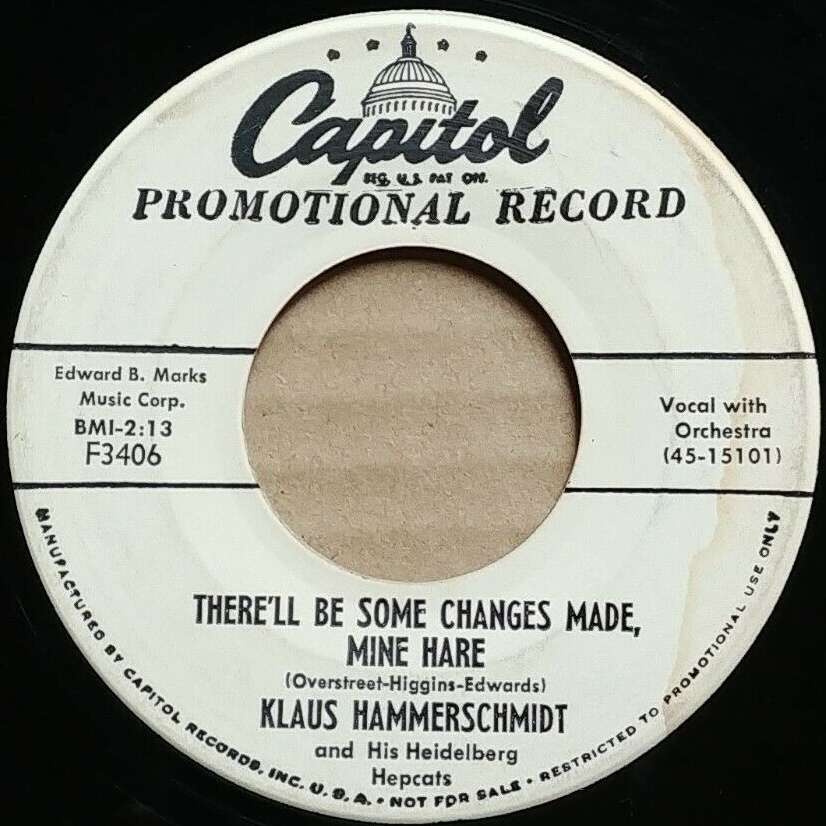 Capitol
REG. U.S. PAT. OFF.
PROMOTIONAL RECORD
Edward B. Marks
Music Corp.
BMI-2:13
F3406
Vocal with
Orchestra
(45-15101)
THERE'LL BE SOME CHANGES MADE,
MINE HARE
(Overstreet-Higgins-Edwards)
KLAUS HAMMERSCHMIDT
and His Heidelberg
Hepcats
MANUFACTURED BY CAPITOL RECORDS, INC. U.S.A. • NOT FOR SALE • RESTRICTED TO PROMOTIONAL USE ONLY